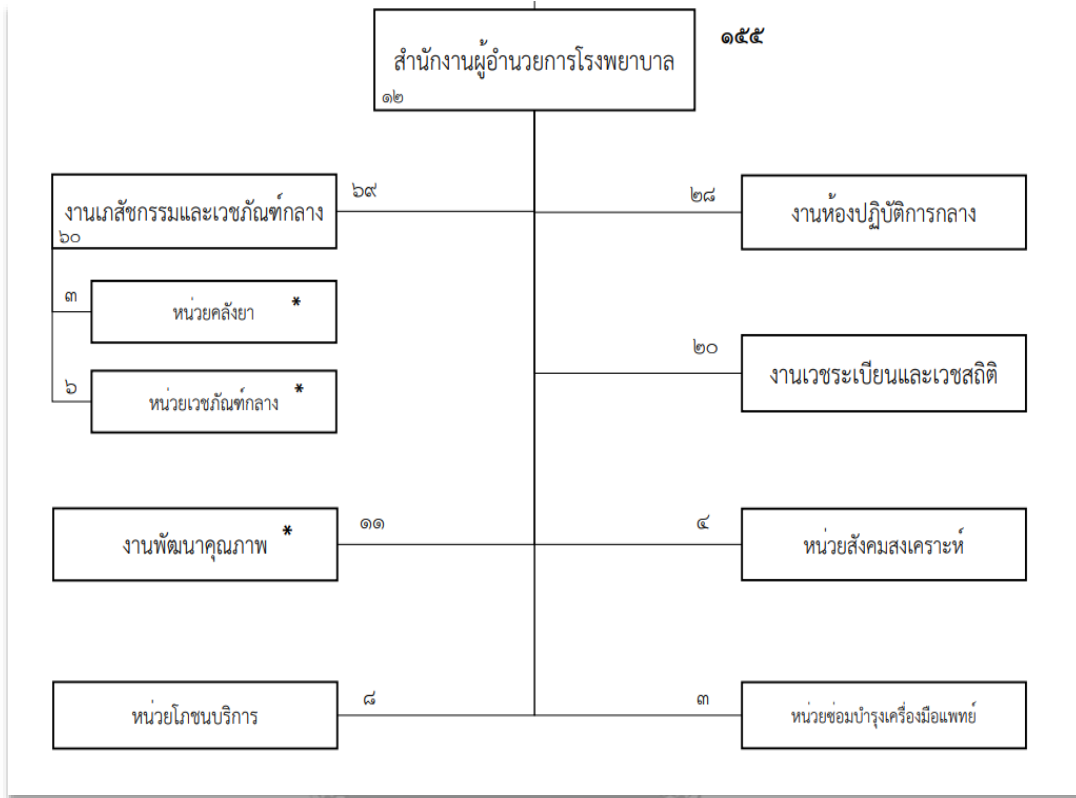 สำนักงานผู้อำนวยการโรงพยาบาล
๑๒
๑๕๕
งานเภสัชกรรมและเวชภัณฑ์กลาง
๖๐
๖๙
๓
หน่วยคลังยา *
๖
หน่วยเวชภัณฑ์กลาง *
๒๘
งานห้องปฏิบัติการกลาง
๒๐
งานเวชระเบียนและเวชสถิติ
งานพัฒนาคุณภาพ *
๑๑
๔
หน่วยสังคมสงเคราะห์
หน่วยโภชนบริการ
๘
๓
หน่วยซ่อมบำรุงเครื่องมือแพทย์